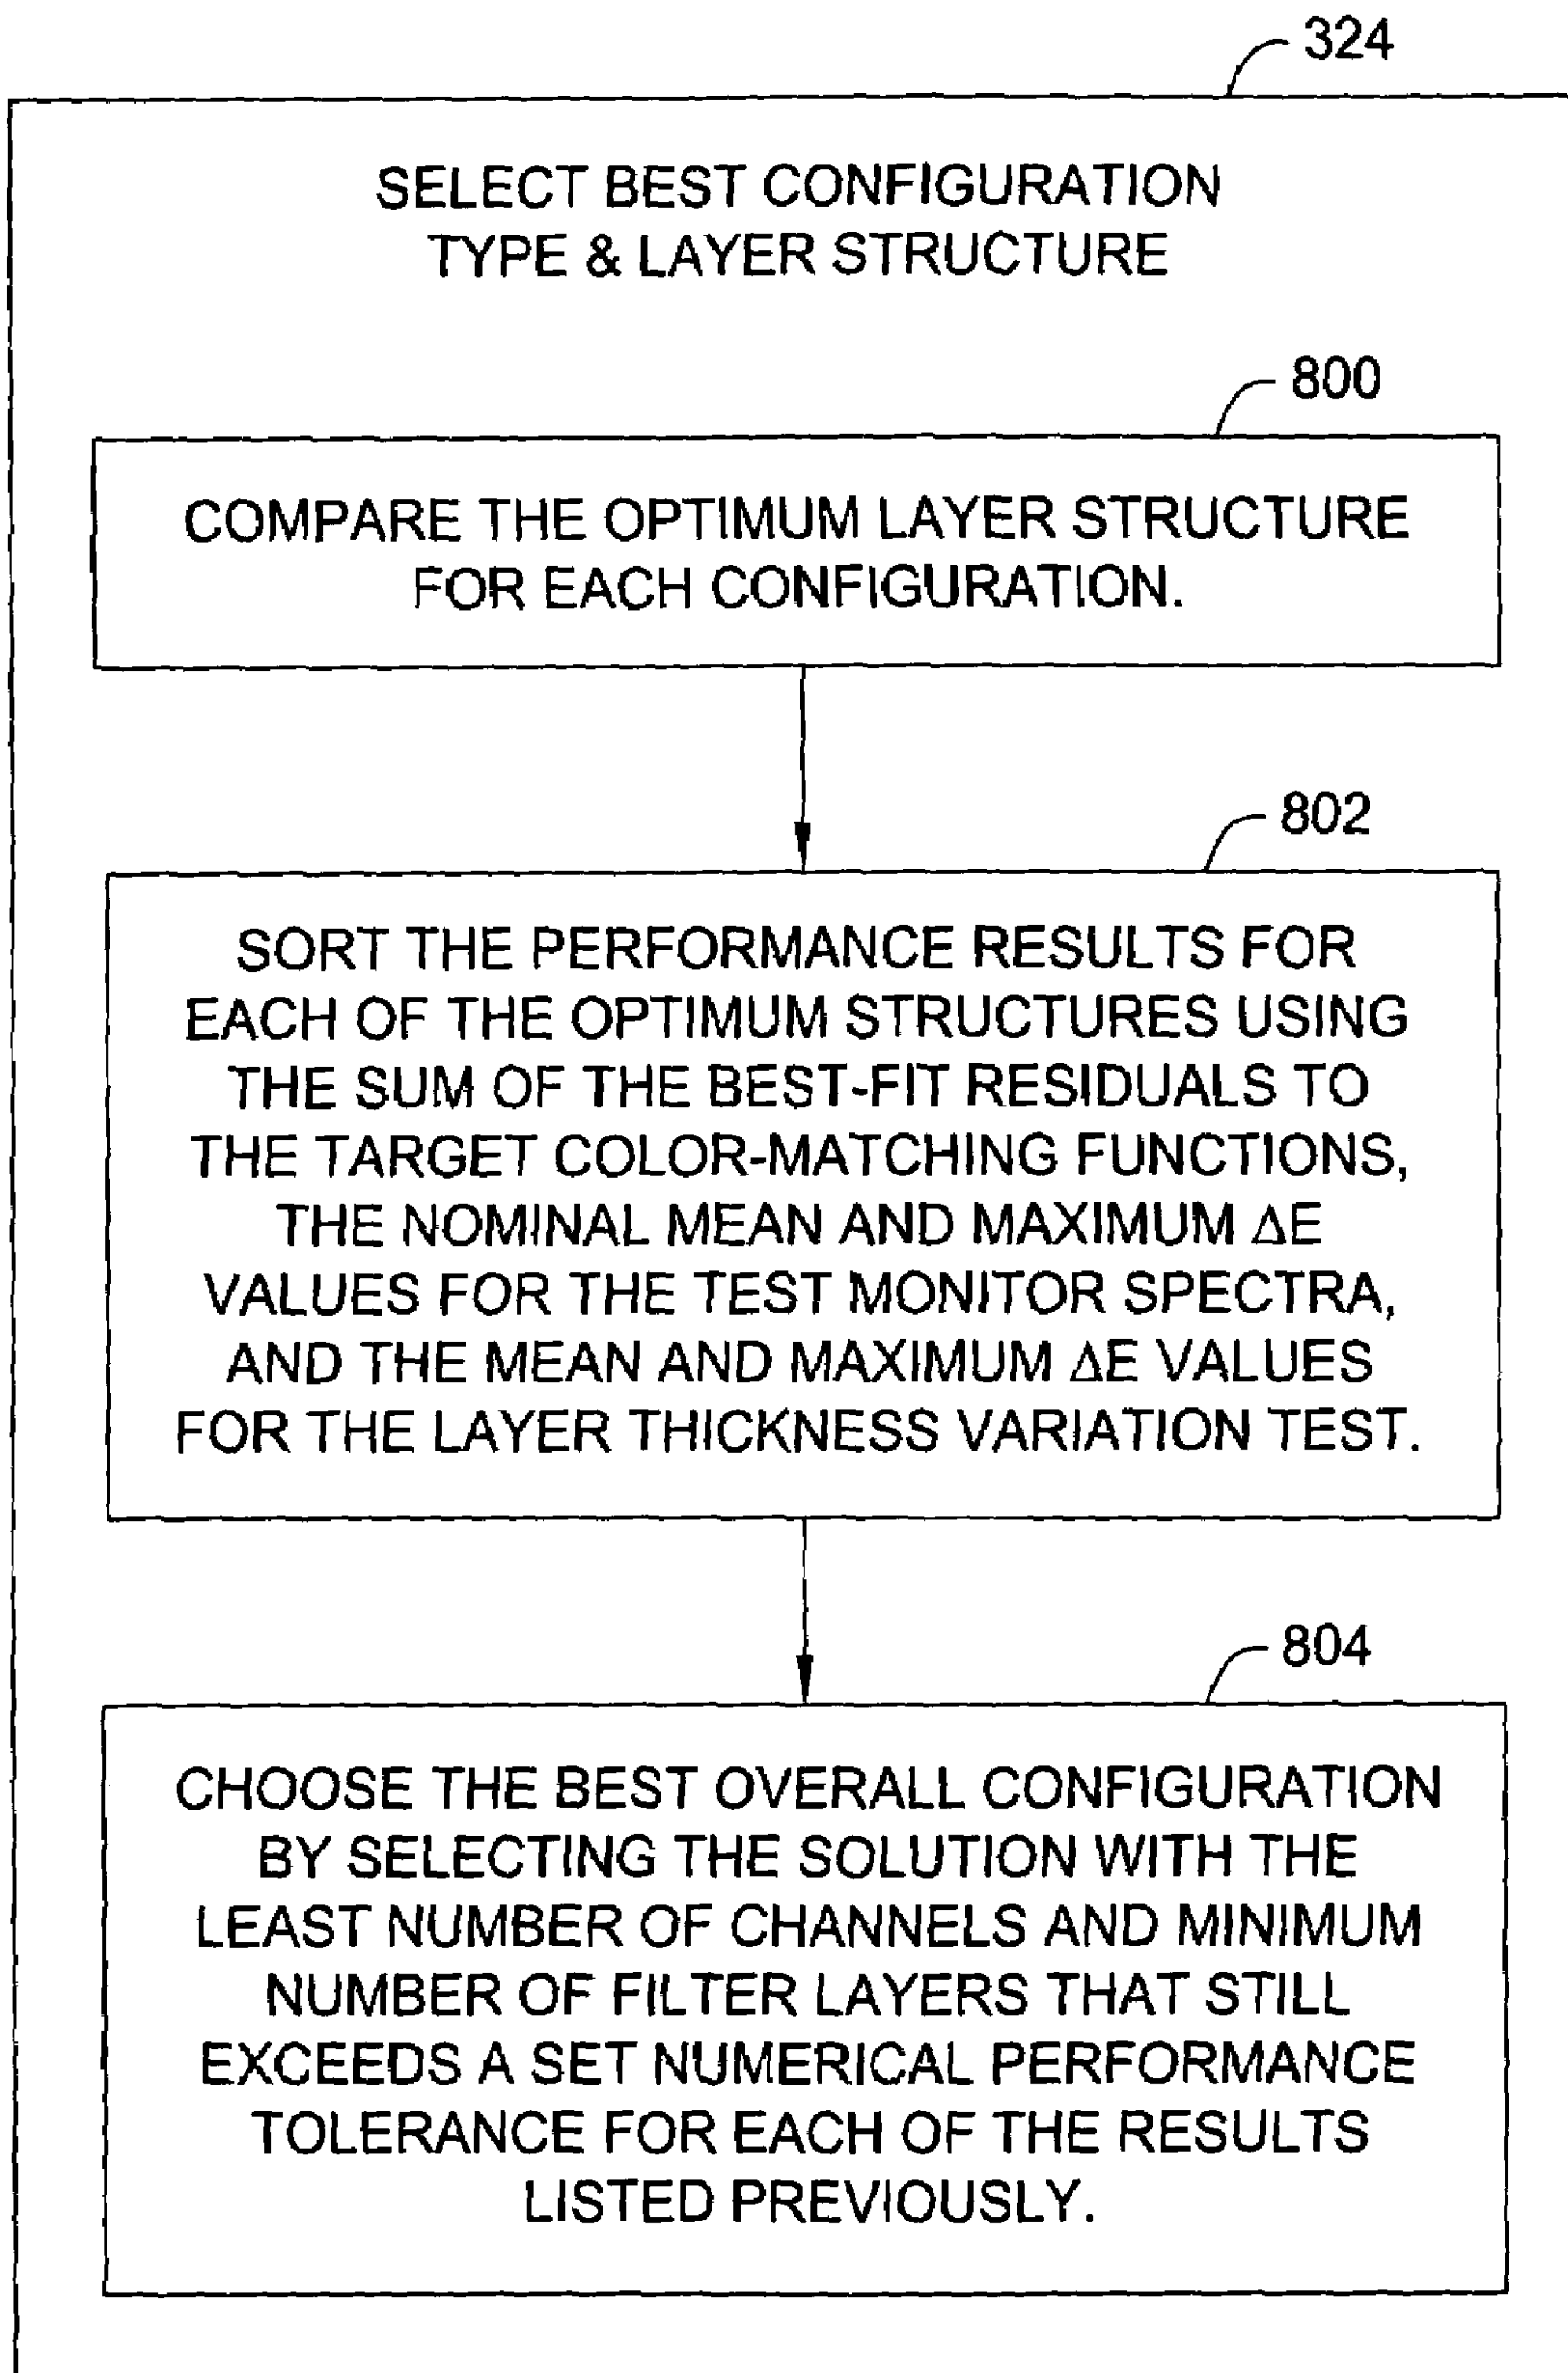 324
SELECT BEST CONFIGURATION
TYPE & LAYER STRUCTURE
800
COMPARE THE OPTIMUM LAYER STRUCTURE
FOR EACH CONFIGURATION.
802
SORT THE PERFORMANCE RESULTS FOR
EACH OF THE OPTIMUM STRUCTURES USING
THE SUM OF THE BEST-FIT RESIDUALS TO
THE TARGET COLOR-MATCHING FUNCTIONS,
THE NOMINAL MEAN AND MAXIMUM ΔE
VALUES FOR THE TEST MONITOR SPECTRA,
AND THE MEAN AND MAXIMUM ΔE VALUES
FOR THE LAYER THICKNESS VARIATION TEST.
804
CHOOSE THE BEST OVERALL CONFIGURATION
BY SELECTING THE SOLUTION WITH THE
LEAST NUMBER OF CHANNELS AND MINIMUM
NUMBER OF FILTER LAYERS THAT STILL
EXCEEDS A SET NUMERICAL PERFORMANCE
TOLERANCE FOR EACH OF THE RESULTS
LISTED PREVIOUSLY.